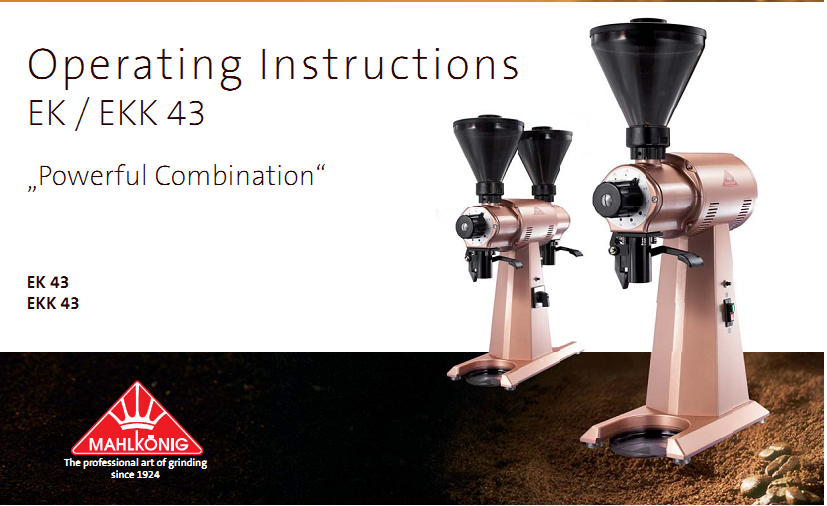 Operating Instructions
EK / EKK 43
„Powerful Combination“
EK 43
EKK 43
MAHLKÖNIG
The professional art of grinding
since 1924